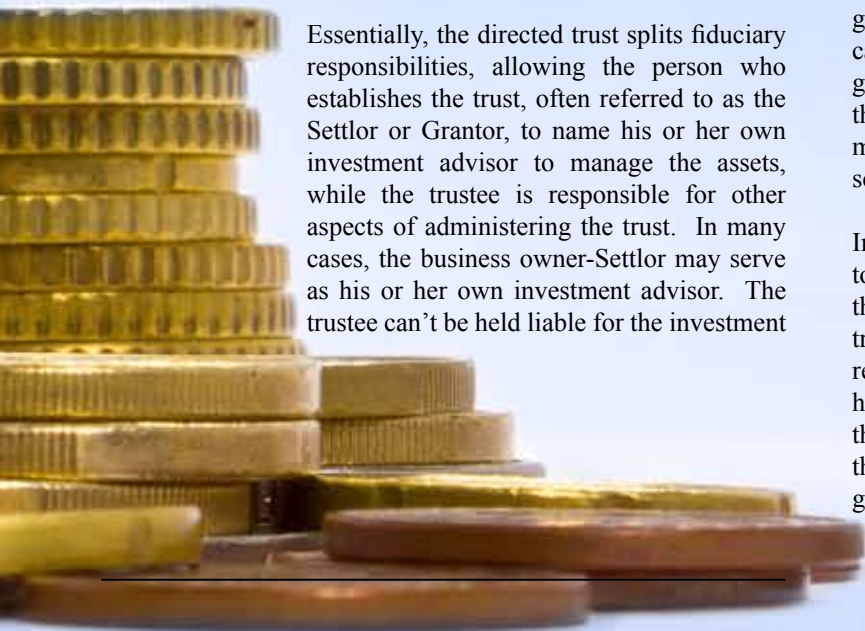 Essentially, the directed trust splits fiduciary
responsibilities, allowing the person who
establishes the trust, often referred to as the
Settlor or Grantor, to name his or her own
investment advisor to manage the assets,
while the trustee is responsible for other
aspects of administering the trust. In many
cases, the business owner-Settlor may serve
as his or her own investment advisor. The
trustee can’t be held liable for the investment